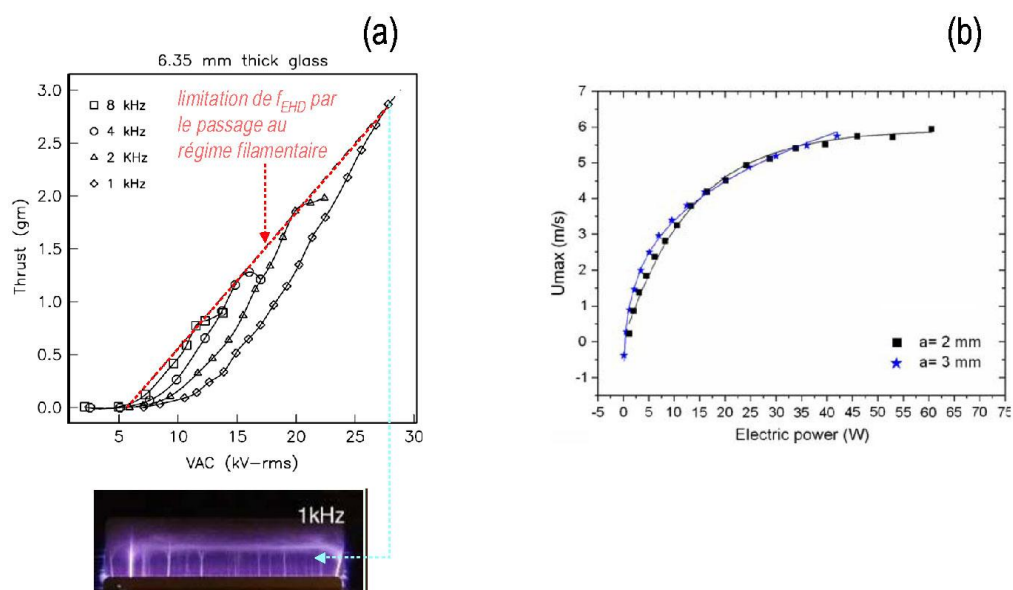 (a)
6.35 mm thick glass
3.0
2.5
2.0
1.5
1.0
0.5
0.0
Thrust (gm)
8 kHz
4 kHz
2 KHz
1 kHz
limitation de fEHD par
le passage au
régime filamentaire
5
10
15
20
25
30
VAC (kV-rms)
1kHz
(b)
7
6
5
4
3
2
1
0
-1
Umax (m/s)
a= 2 mm
a= 3 mm
-5 0 5 10 15 20 25 30 35 40 45 50 55 60 65 70 75
Electric power (W)